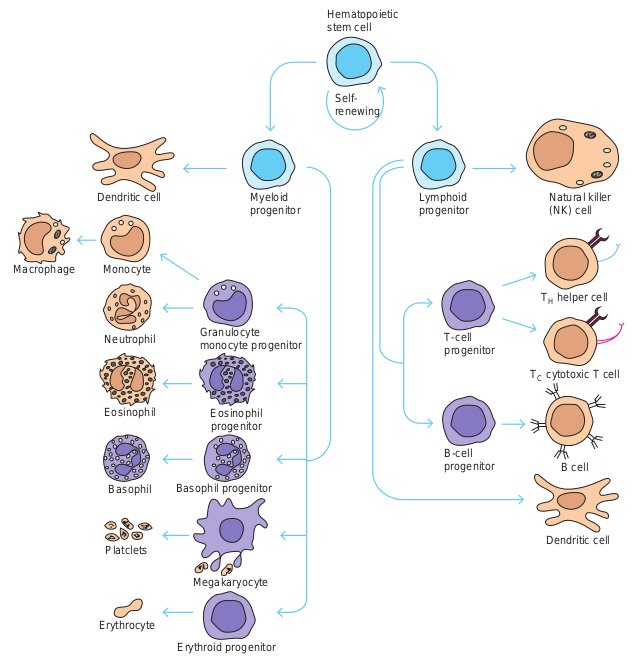 Hematopoietic
stem cell
Self-
renewing
Dendritic cell
Myeloid
progenitor
Lymphoid
progenitor
Natural killer
(NK) cell
Macrophage
Monocyte
Neutrophil
Granulocyte
monocyte progenitor
T-cell
progenitor
TH helper cell
TC cytotoxic T cell
Eosinophil
Eosinophil
progenitor
B-cell
progenitor
B cell
Basophil
Basophil progenitor
Dendritic cell
Platclets
Megakaryocyte
Erythrocyte
Erythroid progenitor